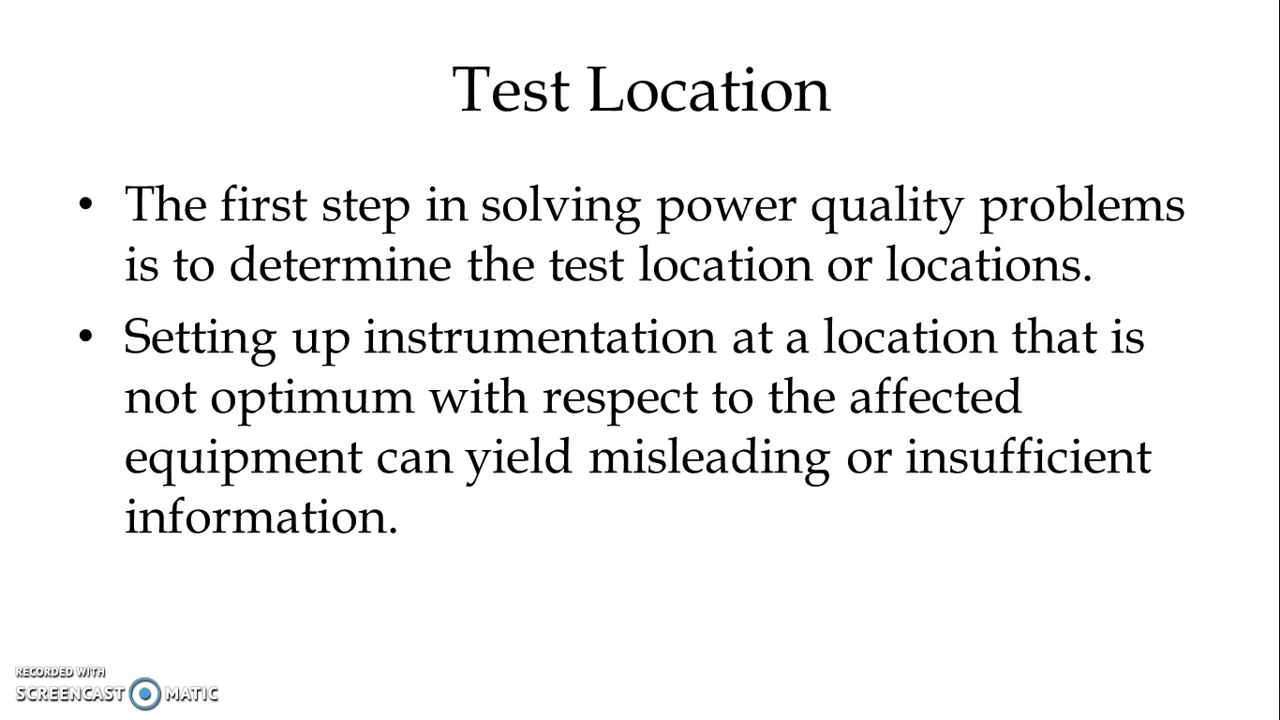 Test Location
• The first step in solving power quality problems
is to determine the test location or locations.
• Setting up instrumentation at a location that is
not optimum with respect to the affected
equipment can yield misleading or insufficient
information.
RECORDED WITH
SCREENCAST MATIC